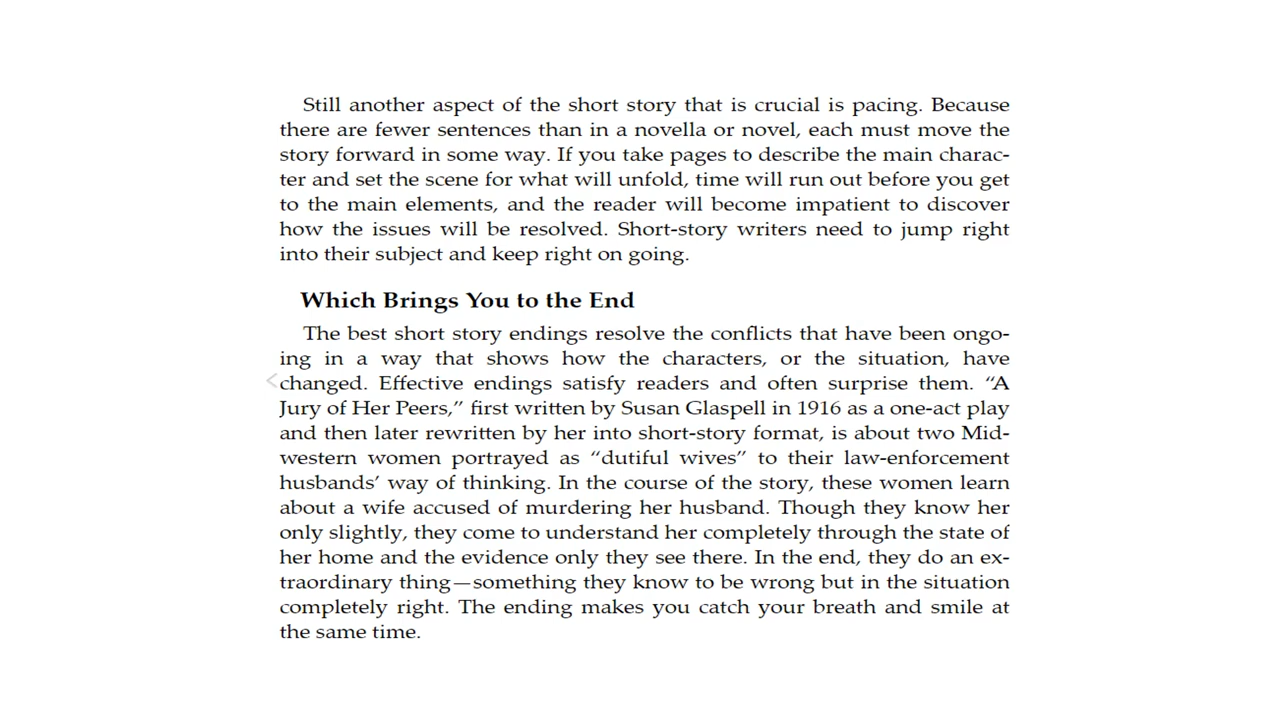 Still another aspect of the short story that is crucial is pacing. Because
there are fewer sentences than in a novella or novel, each must move the
story forward in some way. If you take pages to describe the main charac-
ter and set the scene for what will unfold, time will run out before you get
to the main elements, and the reader will become impatient to discover
how the issues will be resolved. Short-story writers need to jump right
into their subject and keep right on going.
Which Brings You to the End
The best short story endings resolve the conflicts that have been ongo-
ing in a way that shows how the characters, or the situation, have
changed. Effective endings satisfy readers and often surprise them. “A
Jury of Her Peers,” first written by Susan Glaspell in 1916 as a one-act play
and then later rewritten by her into short-story format, is about two Mid-
western women portrayed as “dutiful wives” to their law-enforcement
husbands’ way of thinking. In the course of the story, these women learn
about a wife accused of murdering her husband. Though they know her
only slightly, they come to understand her completely through the state of
her home and the evidence only they see there. In the end, they do an ex-
traordinary thing—something they know to be wrong but in the situation
completely right. The ending makes you catch your breath and smile at
the same time.